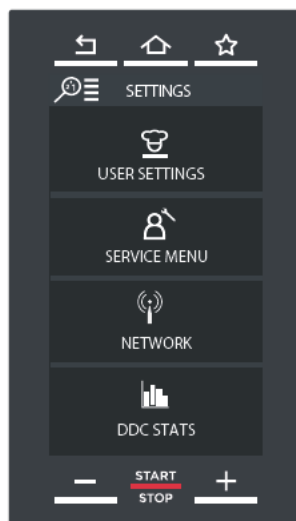 SETTINGS
USER SETTINGS
SERVICE MENU
NETWORK
DDC STATS
START
STOP